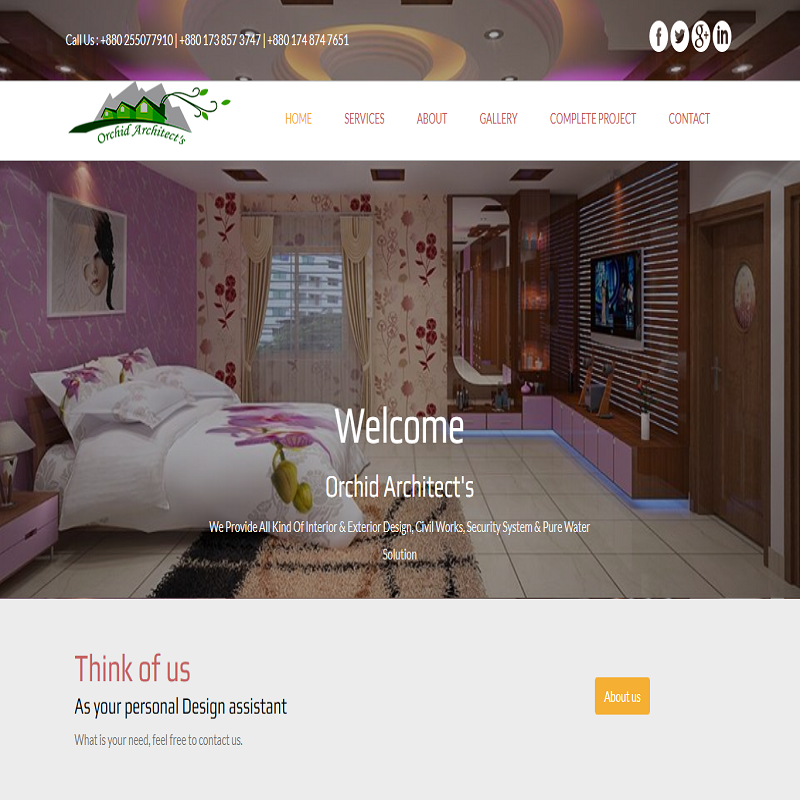 Call Us : +880 255077910 | +880 173 857 3747 | +880 174 874 7651
Orchid Architect's
HOME SERVICES ABOUT GALLERY COMPLETE PROJECT CONTACT
Welcome
Orchid Architect's
We Provide All Kind Of Interior & Exterior Design, Civil Works, Security System & Pure Water
Solution
Think of us
As your personal Design assistant
What is your need, feel free to contact us.
About us